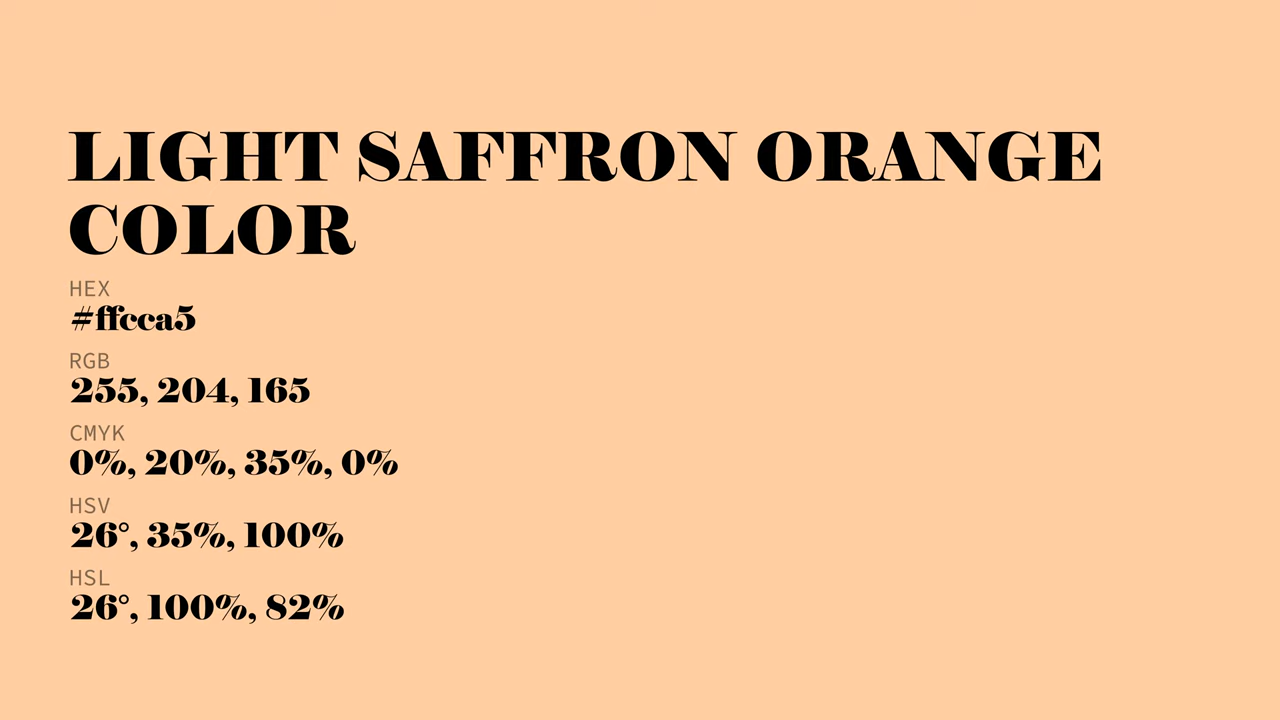 LIGHT SAFFRON ORANGE
COLOR
HEX
#ffcca5
RGB
255, 204, 165
CMYK
0%, 20%, 35%, 0%
HSV
26°, 35%, 100%
HSL
26°, 100%, 82%